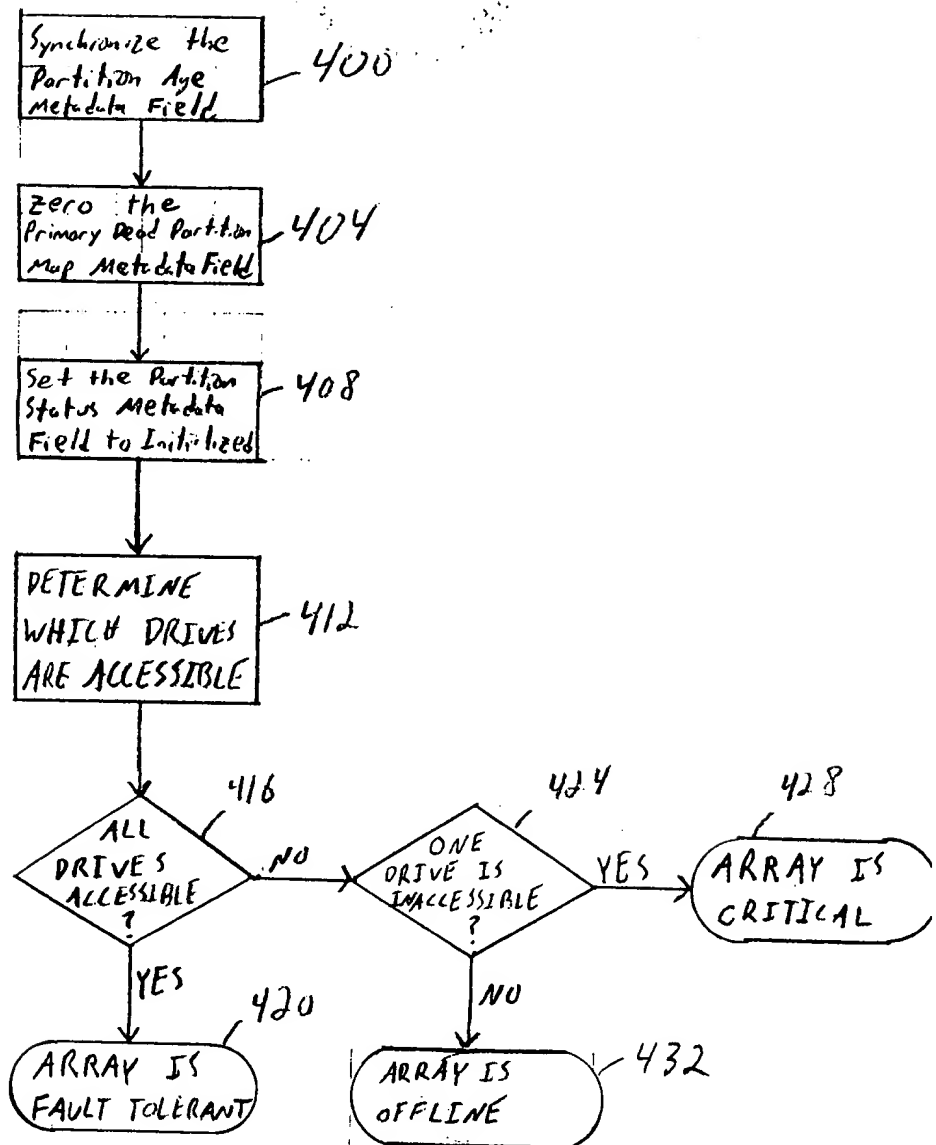 Synchronize the
Partition Age
Metadata Field
400
Zero the
Primary Dead Partition
Map Metadata Field
404
Set the Partition
Status Metadata
Field to Initilized
408
DETERMINE
WHICH DRIVES
ARE ACCESSIBLE
412
ALL
DRIVES
ACCESSIBLE
?
416
NO
ONE
DRIVE IS
INACCESSIBLE
?
424
YES
ARRAY IS
CRITICAL
428
YES
ARRAY IS
FAULT TOLERANT
420
NO
ARRAY IS
OFFLINE
432